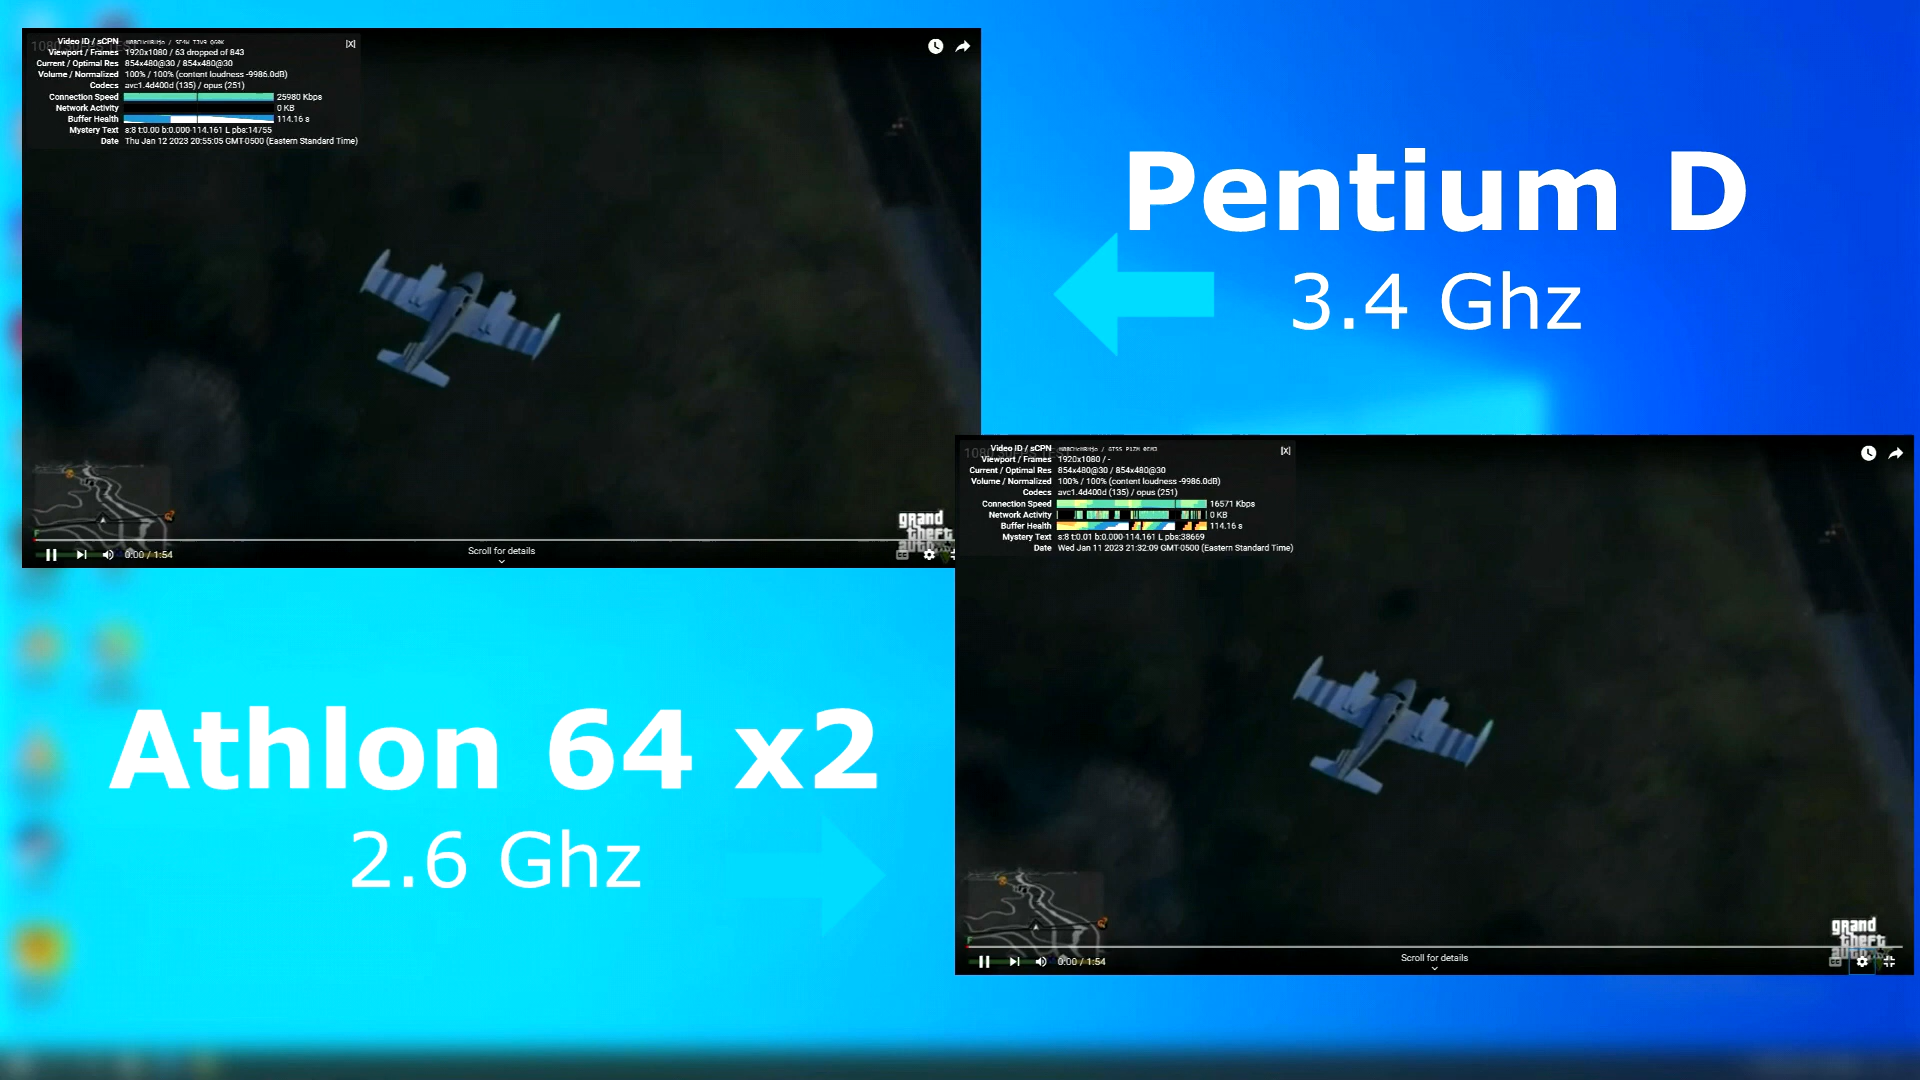 Video ID / sCPN
Viewport / Frames 1920x1080 / 63 dropped of 843
Current / Optimal Res 854x480@30 / 854x480@30
Volume / Normalized 100% / 100% (content loudness -9986.0dB)
Codecs avc1.4d400d (135) / opus (251)
Connection Speed 25980 Kbps
Network Activity 0 KB
Buffer Health 114.16 s
Mystery Text s:8 t:0.00 b:0.000-114.161 L pbs:14755
Date Thu Jan 12 2023 20:55:05 GMT-0500 (Eastern Standard Time)
[X]
grand
theft
auto
0:00 / 1:54
Scroll for details
Pentium D
3.4 Ghz
Video ID / sCPN
Viewport / Frames 1920x1080 / -
Current / Optimal Res 854x480@30 / 854x480@30
Volume / Normalized 100% / 100% (content loudness -9986.0dB)
Codecs avc1.4d400d (135) / opus (251)
Connection Speed 16571 Kbps
Network Activity 0 KB
Buffer Health 114.16 s
Mystery Text s:8 t:0.01 b:0.000-114.161 L pbs:38669
Date Wed Jan 11 2023 21:32:09 GMT-0500 (Eastern Standard Time)
[X]
Athlon 64 x2
2.6 Ghz
grand
theft
auto
0:00 / 1:54
Scroll for details